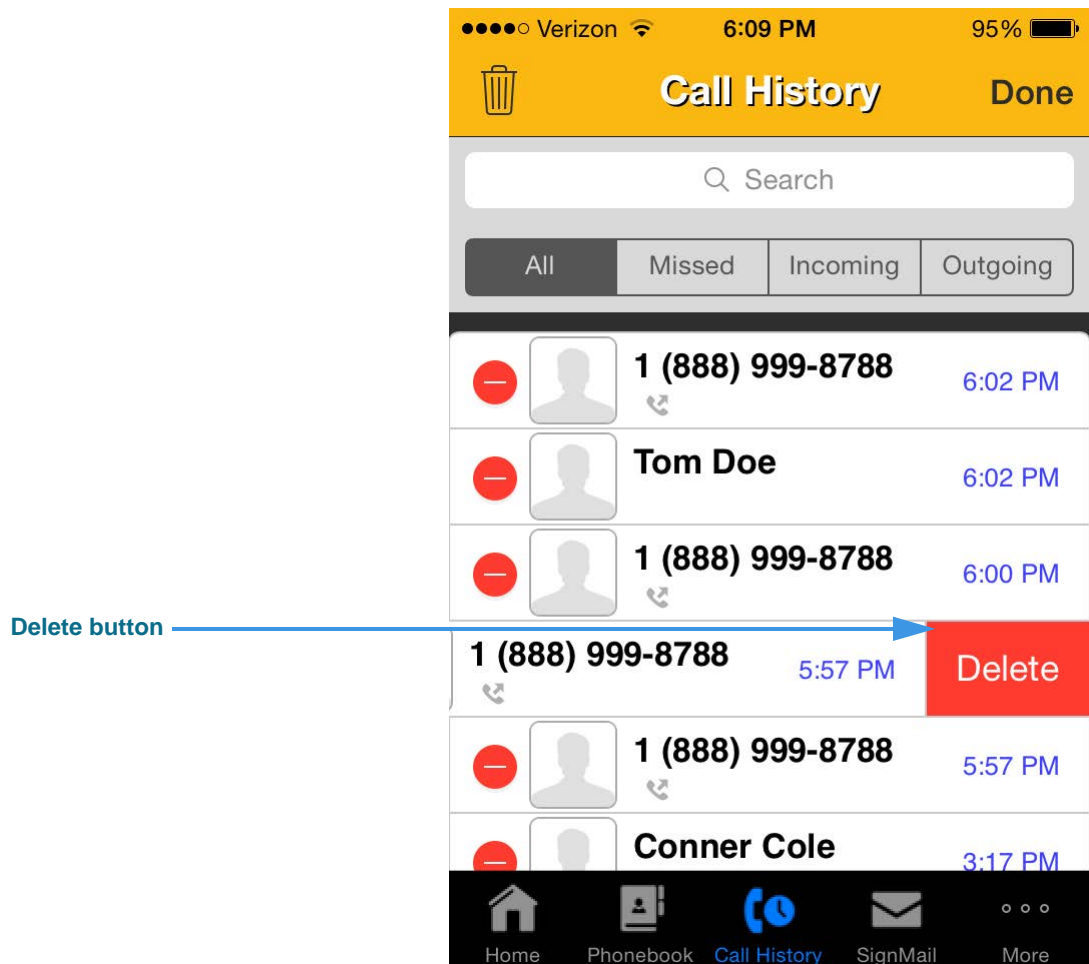 Verizon 6:09 PM 95%
Call History Done
Search
All Missed Incoming Outgoing
1 (888) 999-8788 6:02 PM
Tom Doe 6:02 PM
1 (888) 999-8788 6:00 PM
Delete button
1 (888) 999-8788 5:57 PM Delete
1 (888) 999-8788 5:57 PM
Conner Cole 3:17 PM
Home Phonebook Call History SignMail More